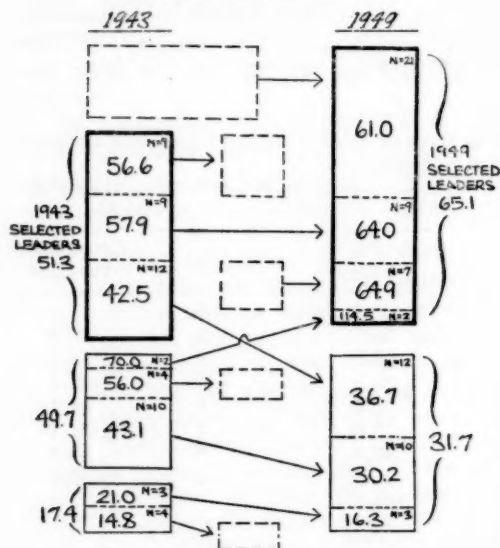 1943 1949
N=21
61.0
N=9
56.6
1943
SELECTED
LEADERS
51.3
N=9
57.9
N=12
42.5
1949
SELECTED
LEADERS
65.1
N=9
64.0
N=7
64.9
114.5 N=2
70.0 N=2
N=4
56.0
49.7
N=10
43.1
N=12
36.7
31.7
N=10
30.2
16.3 N=3
21.0 N=3
17.4
14.8 N=4